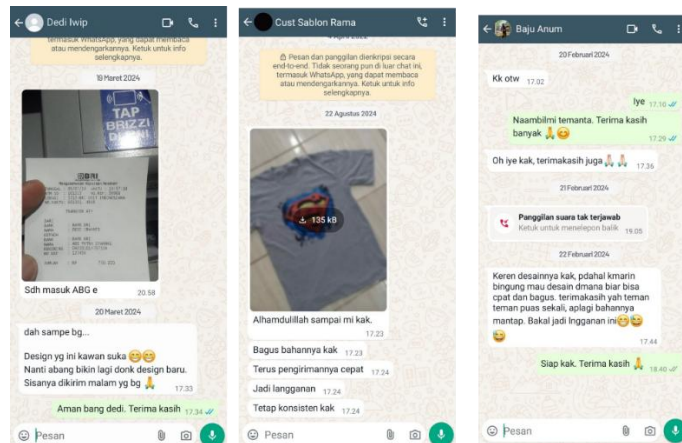 Dedi Iwip
termasuk WhatsApp, yang dapat membaca
atau mendengarkannya. Ketuk untuk info
selengkapnya.
19 Maret 2024
TAP
BRIZZI
Sdh masuk ABG e
20.58
20 Maret 2024
dah sampe bg...
Design yg ini kawan suka 😁😁
Nanti abang bikin lagi donk design baru.
Sisanya dikirim malam yg bg 🙏
17.33
Aman bang dedi. Terima kasih 17.34
Pesan
Cust Sablon Rama
Pesan dan panggilan dienkripsi secara
end-to-end. Tidak seorang pun di luar chat ini,
termasuk WhatsApp, yang dapat membaca
atau mendengarkannya. Ketuk untuk info
selengkapnya.
22 Agustus 2024
135 kB
Alhamdulillah sampai mi kak.
17.23
Bagus bahannya kak 17.23
Terus pengirimannya cepat 17.24
Jadi langganan 17.24
Tetap konsisten kak 17.24
Pesan
Baju Anum
20 Februari 2024
Kk otw 17.02
Iye 17.10
Naambilmi temanta. Terima kasih
banyak 🙏😊
17.29
Oh iye kak, terimakasih juga 🙏🙏 17.36
21 Februari 2024
Panggilan suara tak terjawab
Ketuk untuk menelepon balik 19.05
22 Februari 2024
Keren desainnya kak, pdahal kmarin
bingung mau desain dmana biar bisa
cpat dan bagus. terimakasih yah teman
teman puas sekali, aplagi bahannya
mantap. Bakal jadi lngganan ini😁😅
😅
17.44
Siap kak. Terima kasih 🙏 18.40
Pesan